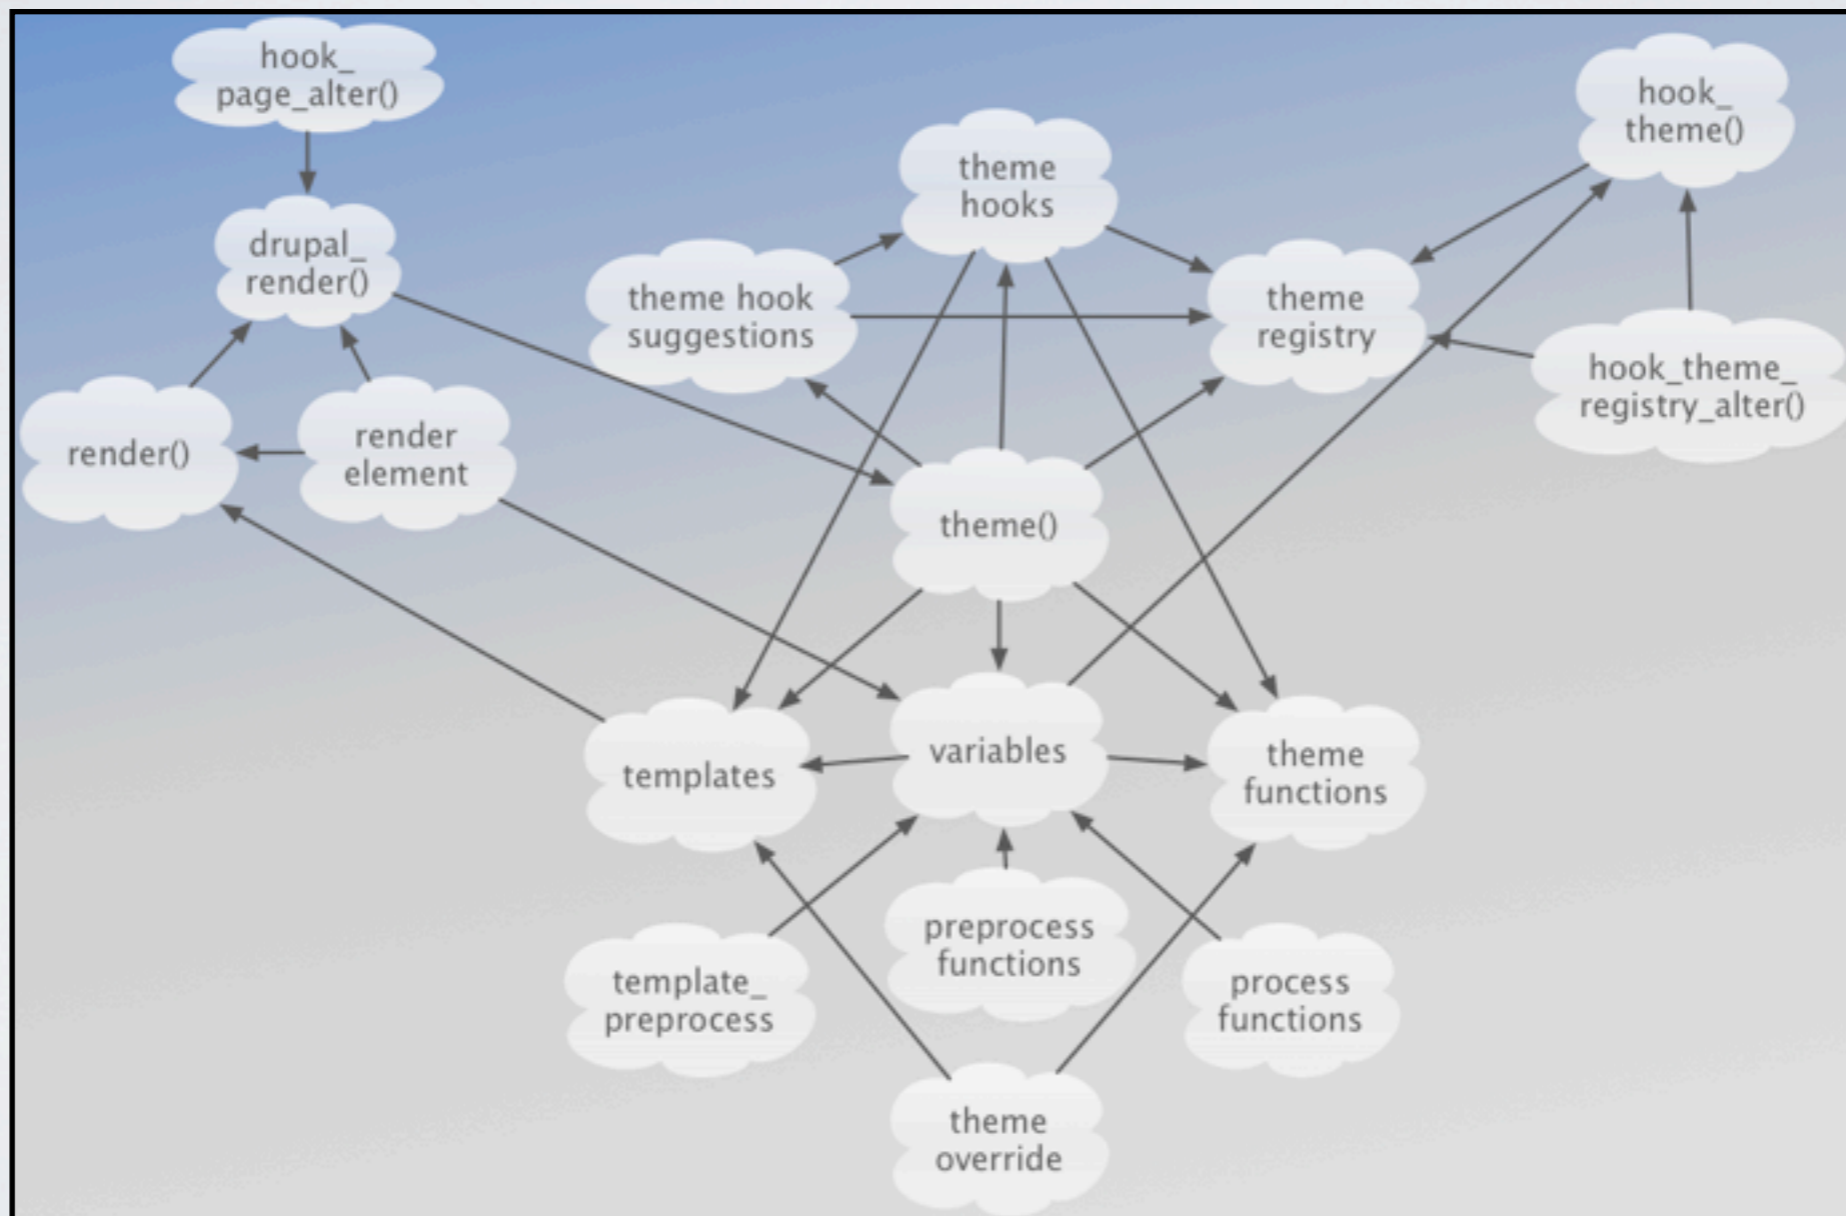 hook_
page_alter()
hook_
theme()
theme
hooks
drupal_
render()
theme hook
suggestions
theme
registry
hook_theme_
registry_alter()
render()
render
element
theme()
templates
variables
theme
functions
preprocess
functions
template_
preprocess
process
functions
theme
override